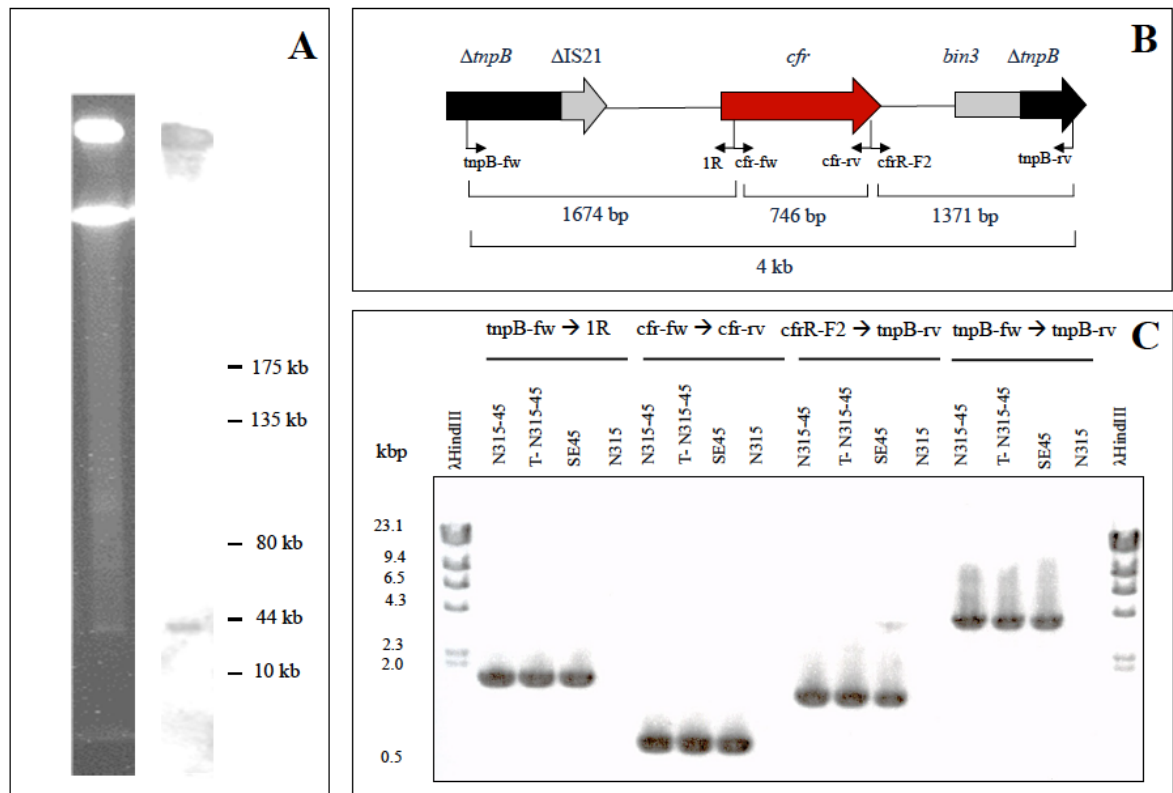 A
175 kb
135 kb
80 kb
44 kb
10 kb
B
ΔtnpB ΔIS21 cfr bin3 ΔtnpB
tnpB-fw 1R cfr-fw cfr-rv cfrR-F2 tnpB-rv
1674 bp 746 bp 1371 bp
4 kb
C
tnpB-fw → 1R cfr-fw → cfr-rv cfrR-F2 → tnpB-rv tnpB-fw → tnpB-rv
kbp
λHindIII N315-45 T- N315-45 SE45 N315 N315-45 T- N315-45 SE45 N315 N315-45 T- N315-45 SE45 N315 N315-45 T- N315-45 SE45 N315 λHindIII
23.1
9.4
6.5
4.3
2.3
2.0
0.5